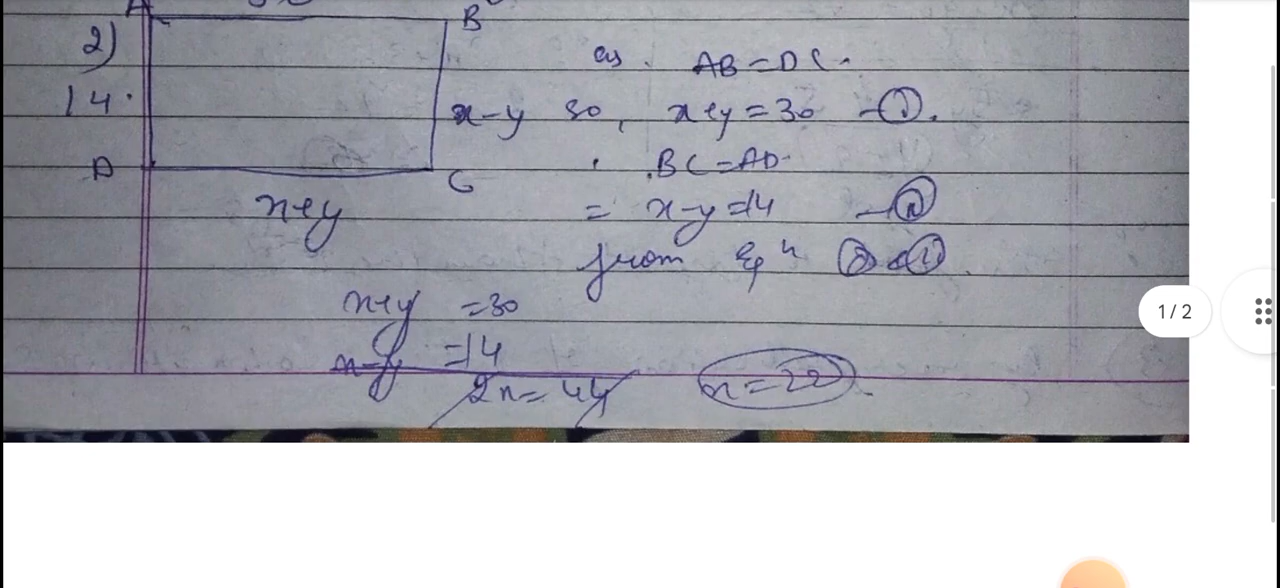 A
B
2)
as. AB=DC.
14.
x-y so, x+y=30 -①.
D
C
BC=AD
x+y
= x-y=14 -②
from Eqⁿ ② & ①
x+y =30
x-y =14
2x=44 x=22
1/2